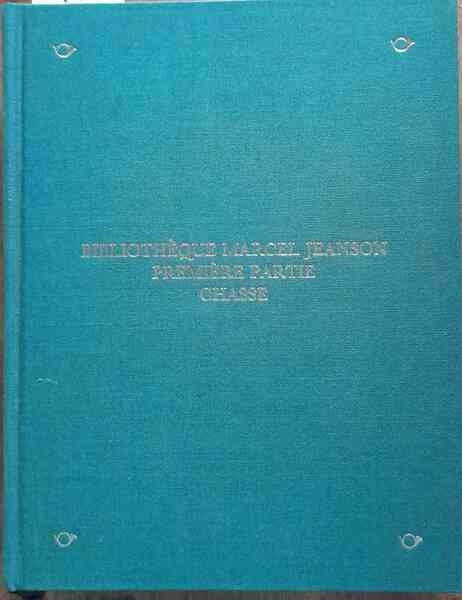 BIBLIOTHÈQUE MARCEL JEANSON
PREMIÈRE PARTIE
CHASSE